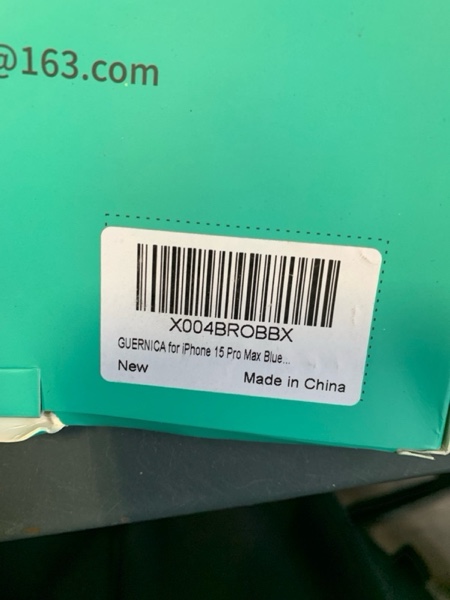 @163.com
X004BROBBX
GUERNICA for iPhone 15 Pro Max Blue...
New
Made in China